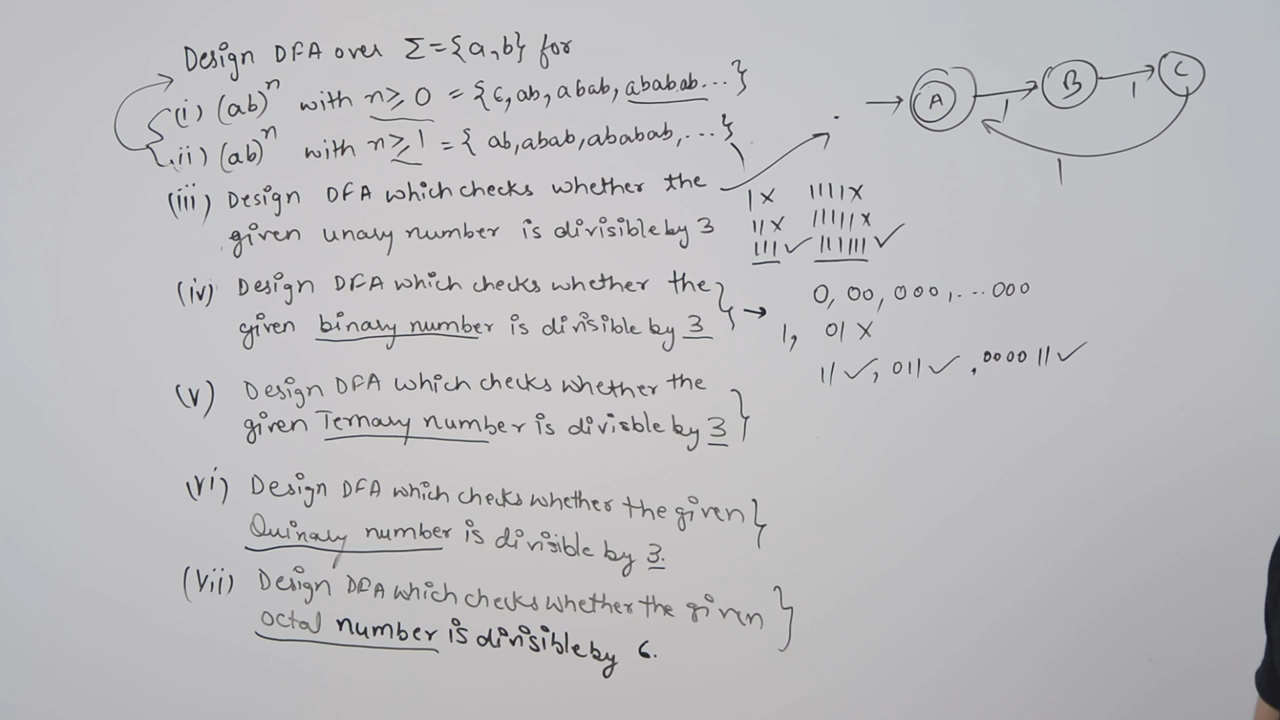 Design DFA over Σ={a,b} for
(i) (ab)ⁿ with n≥0 = {ϵ, ab, abab, ababab...}
(ii) (ab)ⁿ with n≥1 = {ab, abab, ababab, ...}
(iii) Design DFA which checks whether the
given unary number is divisible by 3
(iv) Design DFA which checks whether the
given binary number is divisible by 3
(v) Design DFA which checks whether the
given Ternary number is divisble by 3
(vi) Design DFA which checks whether the given
Quinary number is divisible by 3.
(vii) Design DFA which checks whether the given
octal number is divisible by 6.
A 1 B 1 C
1
1 x 1111 x
11 x 11111 x
111 ✓ 111111 ✓
0, 00, 000, ...000
1, 01 x
11 ✓, 011 ✓, 000011 ✓